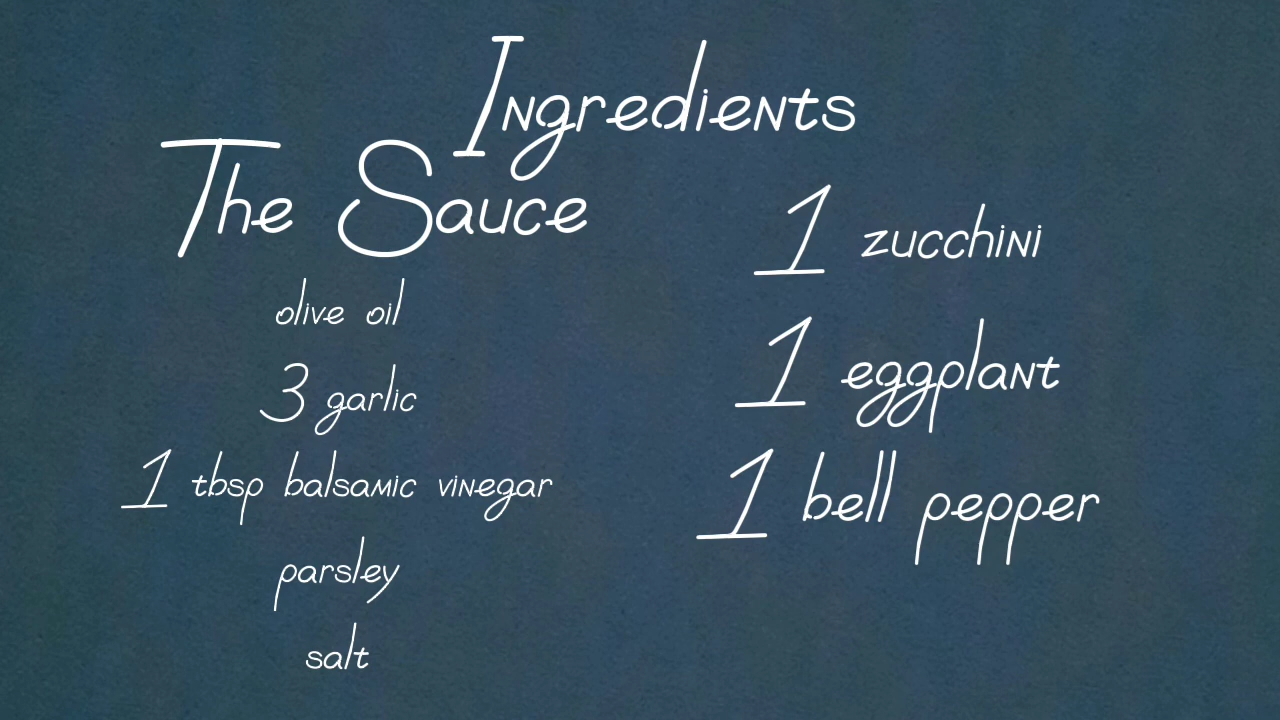 Ingredients
The Sauce
olive oil
3 garlic
1 tbsp balsamic vinegar
parsley
salt
1 zucchini
1 eggplant
1 bell pepper